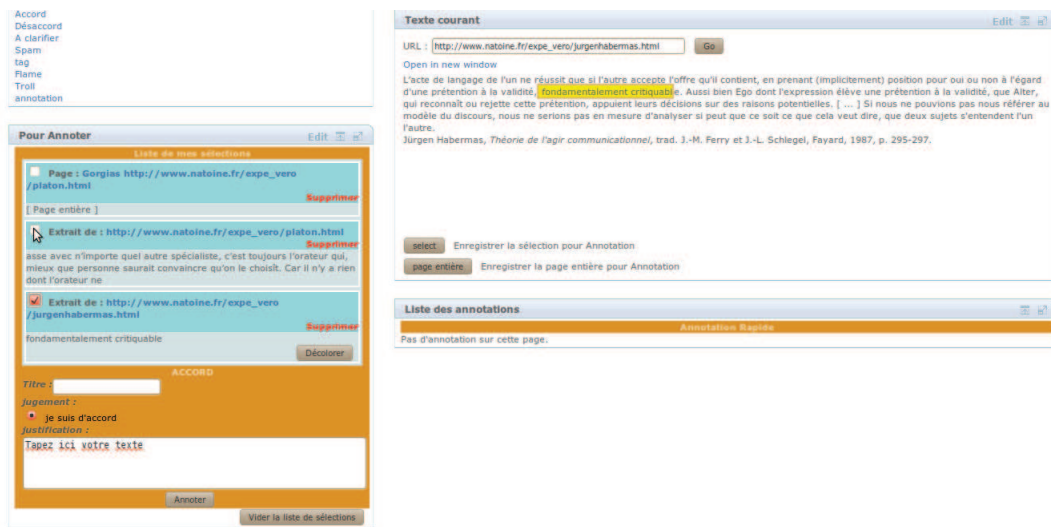 Accord
Désaccord
A clarifier
Spam
tag
Flame
Troll
annotation
Pour Annoter
Edit
Liste de mes sélections
Page : Gorgias http://www.natoine.fr/expe_vero
/platon.html
Supprimer
[ Page entière ]
Extrait de : http://www.natoine.fr/expe_vero/platon.html
Supprimer
asse avec n'importe quel autre spécialiste, c'est toujours l'orateur qui,
mieux que personne saurait convaincre qu'on le choisît. Car il n'y a rien
dont l'orateur ne
Extrait de : http://www.natoine.fr/expe_vero
/jurgenhabermas.html
Supprimer
fondamentalement critiquable
Décolorer
ACCORD
Titre :
jugement :
je suis d'accord
justification :
Tapez ici votre texte
Annoter
Vider la liste de sélections
Texte courant
Edit
URL : http://www.natoine.fr/expe_vero/jurgenhabermas.html Go
Open in new window
L'acte de langage de l'un ne réussit que si l'autre accepte l'offre qu'il contient, en prenant (implicitement) position pour oui ou non à l'égard
d'une prétention à la validité, fondamentalement critiquable. Aussi bien Ego dont l'expression élève une prétention à la validité, que Alter,
qui reconnaît ou rejette cette prétention, appuient leurs décisions sur des raisons potentielles. [ ... ] Si nous ne pouvions pas nous référer au
modèle du discours, nous ne serions pas en mesure d'analyser si peut que ce soit ce que cela veut dire, que deux sujets s'entendent l'un
l'autre.
Jürgen Habermas, Théorie de l'agir communicationnel, trad. J.-M. Ferry et J.-L. Schlegel, Fayard, 1987, p. 295-297.
select Enregistrer la sélection pour Annotation
page entière Enregistrer la page entière pour Annotation
Liste des annotations
Annotation Rapide
Pas d'annotation sur cette page.